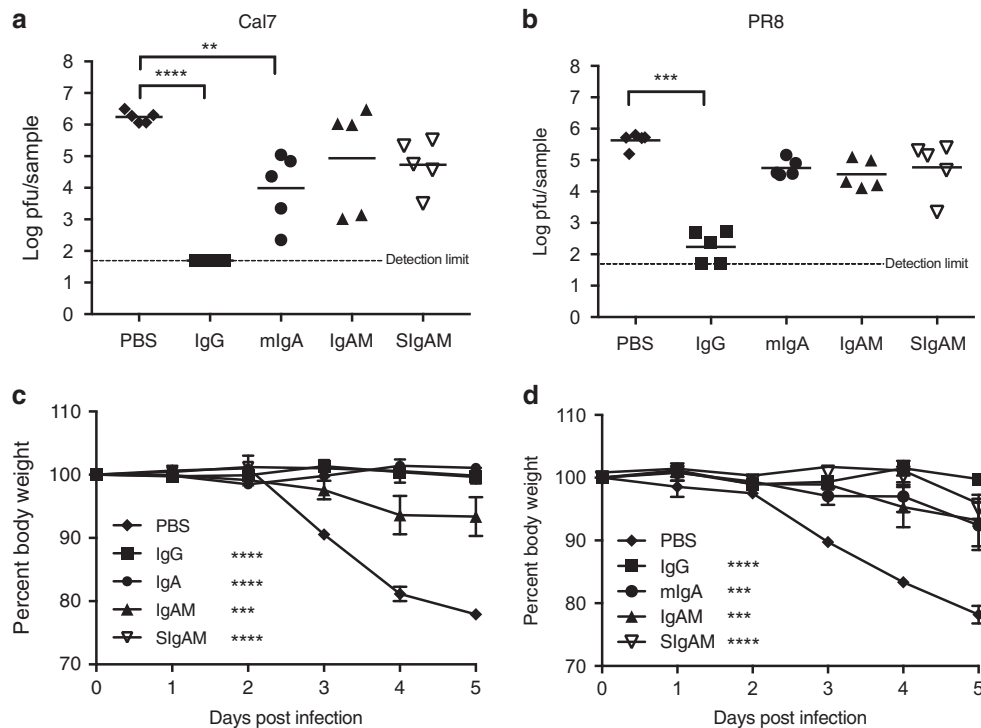 a
Cal7
**
****
8
7
6
5
4
3
2
1
0
Log pfu/sample
Detection limit
PBS IgG mIgA IgAM SIgAM
b
PR8
***
8
7
6
5
4
3
2
1
0
Log pfu/sample
Detection limit
PBS IgG mIgA IgAM SIgAM
c
110
100
90
80
70
Percent body weight
PBS
IgG ****
IgA ****
IgAM ***
SIgAM ****
0 1 2 3 4 5
Days post infection
d
110
100
90
80
70
Percent body weight
PBS
IgG ****
mIgA ***
IgAM ***
SIgAM ****
0 1 2 3 4 5
Days post infection